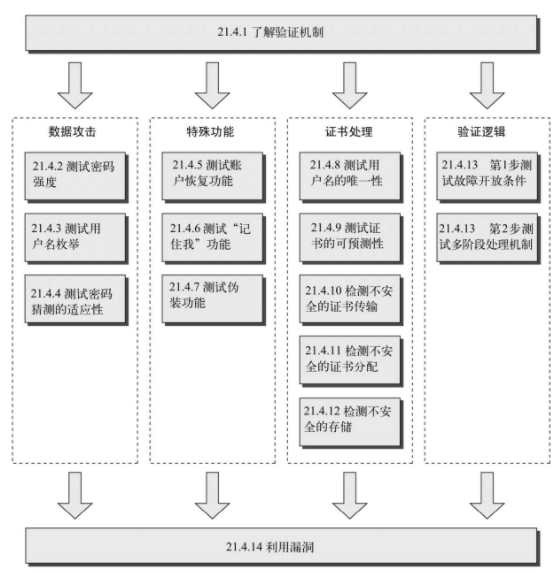 21.4.1 了解验证机制
数据攻击
21.4.2 测试密码
强度
21.4.3 测试用
户名枚举
21.4.4 测试密码
猜测的适应性
特殊功能
21.4.5 测试账
户恢复功能
21.4.6 测试“记
住我”功能
21.4.7 测试伪
装功能
证书处理
21.4.8 测试用
户名的唯一性
21.4.9 测试证
书的可预测性
21.4.10 检测不安
全的证书传输
21.4.11 检测不安
全的证书分配
21.4.12 检测不安
全的存储
验证逻辑
21.4.13 第1步测
试故障开放条件
21.4.13 第2步测
试多阶段处理机制
21.4.14 利用漏洞